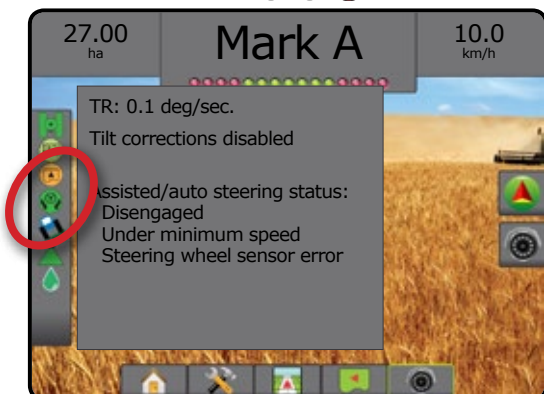 27.00
ha
Mark A
10.0
km/h
TR: 0.1 deg/sec.
Tilt corrections disabled
Assisted/auto steering status:
Disengaged
Under minimum speed
Steering wheel sensor error